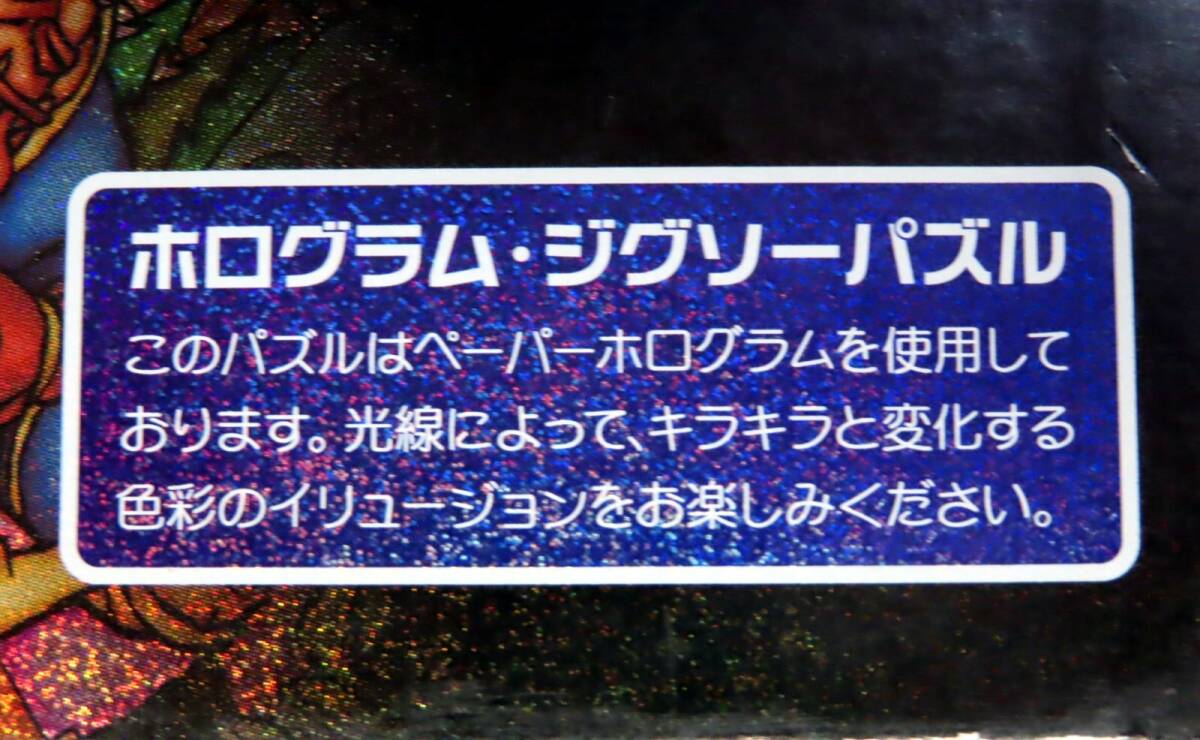 ホログラム・ジグソーパズル
このパズルはペーパーホログラムを使用して
おります。光線によって、キラキラと変化する
色彩のイリュージョンをお楽しみください。